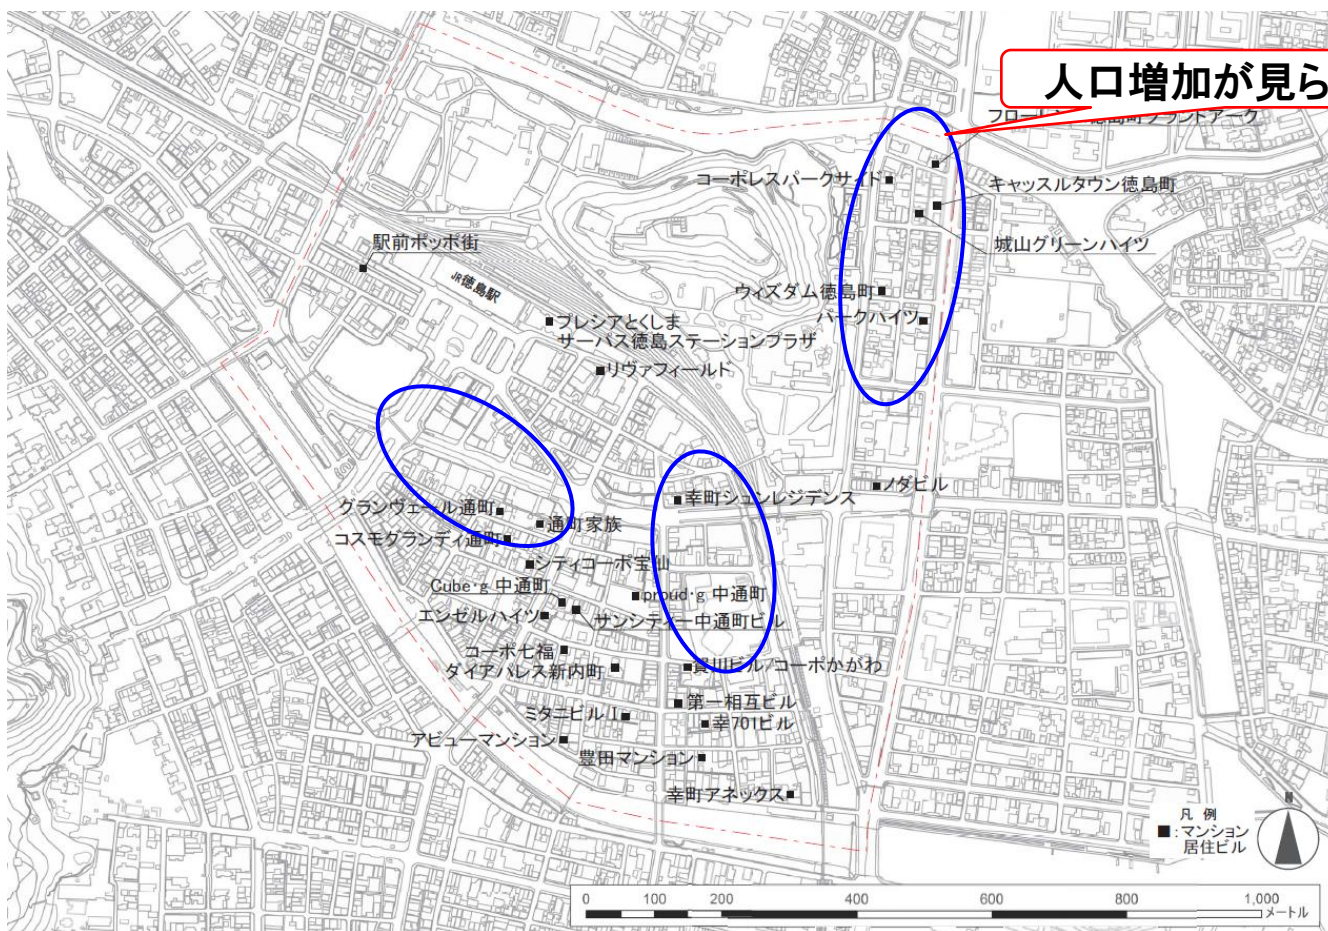 人口増加が見ら
コーポレスパークサイド
キャッスルタウン徳島町
駅前ポッポ街
城山グリーンハイツ
JR徳島駅
ウィズダム徳島町
パークハイツ
プレシアとくしま
サーパス徳島ステーションプラザ
リヴァフィールド
幸町シュンレジデンス
ノダビル
グランヴェール通町
通町家族
コスモグランディ通町
シティコーポ宝仙
Cube・g 中通町
proud・g 中通町
エンゼルハイツ
サンシティー中通町ビル
コーポ七福
賀川ビル/コーポかがわ
ダイアパレス新内町
第一相互ビル
ミタニビルⅠ
幸701ビル
アビューマンション
豊田マンション
幸町アネックス
N
凡 例
■:マンション
居住ビル
0 100 200 400 600 800 1,000
メートル